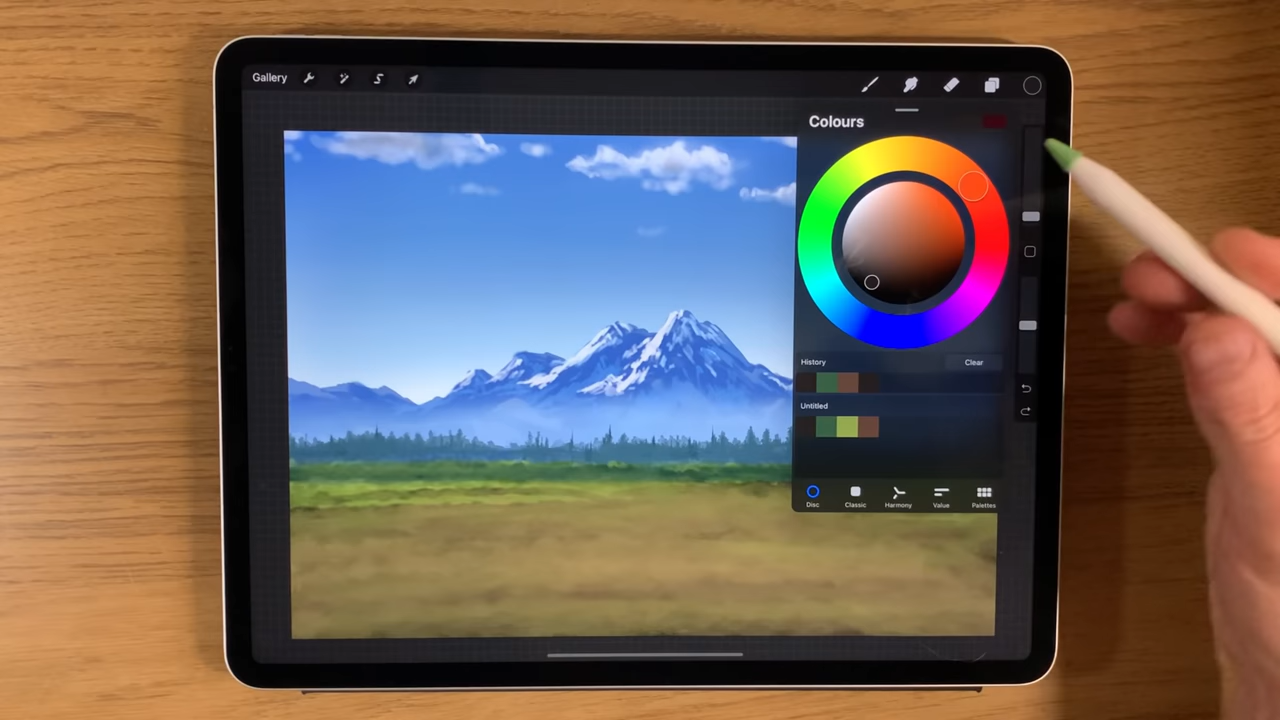 Gallery
Colours
History
Clear
Untitled
Disc
Classic
Harmony
Value
Palettes